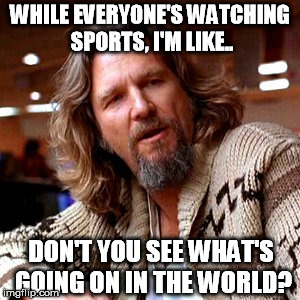 WHILE EVERYONE'S WATCHING
SPORTS, I'M LIKE..
DON'T YOU SEE WHAT'S
GOING ON IN THE WORLD?
imgflip.com